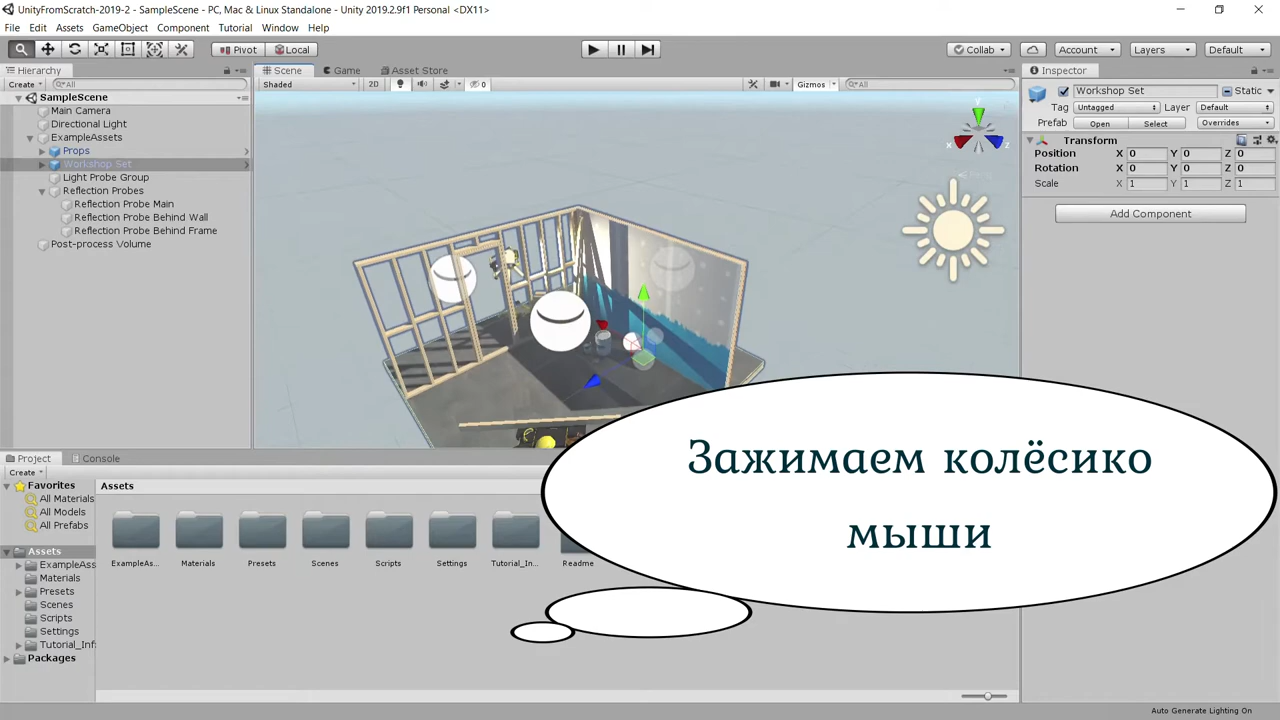 UnityFromScratch-2019-2 - SampleScene - PC, Mac & Linux Standalone - Unity 2019.2.9f1 Personal <DX11>
File Edit Assets GameObject Component Tutorial Window Help
Pivot Local Collab Account Layers Default
Hierarchy
Create All
SampleScene
Main Camera
Directional Light
ExampleAssets
Props
Workshop Set
Light Probe Group
Reflection Probes
Reflection Probe Main
Reflection Probe Behind Wall
Reflection Probe Behind Frame
Post-process Volume
Scene Game Asset Store
Shaded 2D 0 Gizmos All
y
x z
Persp
Inspector
Workshop Set Static
Tag Untagged Layer Default
Prefab Open Select Overrides
Transform
Position X 0 Y 0 Z 0
Rotation X 0 Y 0 Z 0
Scale X 1 Y 1 Z 1
Add Component
Project Console
Create
Favorites
All Materials
All Models
All Prefabs
Assets
ExampleAss
Materials
Presets
Scenes
Scripts
Settings
Tutorial_Inf
Packages
Assets
ExampleAs... Materials Presets Scenes Scripts Settings Tutorial_In... Readme
Зажимаем колёсико
мыши
Auto Generate Lighting On